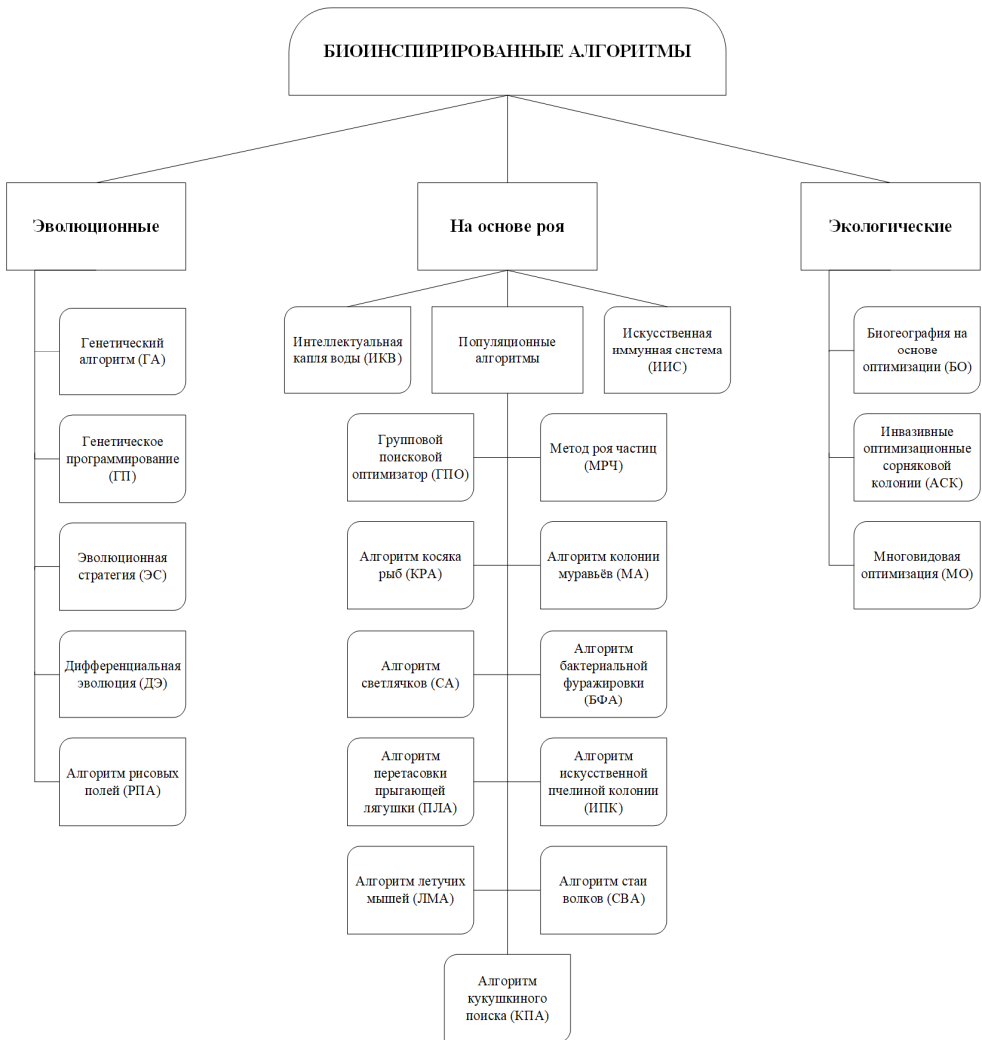 БИОИНСПИРИРОВАННЫЕ АЛГОРИТМЫ
Эволюционные
На основе роя
Экологические
Генетический
алгоритм (ГА)
Генетическое
программирование
(ГП)
Эволюционная
стратегия (ЭС)
Дифференциальная
эволюция (ДЭ)
Алгоритм рисовых
полей (РПА)
Интеллектуальная
капля воды (ИКВ)
Популяционные
алгоритмы
Искусственная
иммунная система
(ИИС)
Групповой
поисковой
оптимизатор (ГПО)
Метод роя частиц
(МРЧ)
Алгоритм косяка
рыб (КРА)
Алгоритм колонии
муравьёв (МА)
Алгоритм
светлячков (СА)
Алгоритм
бактериальной
фуражировки
(БФА)
Алгоритм
перетасовки
прыгающей
лягушки (ПЛА)
Алгоритм
искусственной
пчелиной колонии
(ИПК)
Алгоритм летучих
мышей (ЛМА)
Алгоритм стаи
волков (СВА)
Алгоритм
кукушкиного
поиска (КПА)
Биогеография на
основе
оптимизации (БО)
Инвазивные
оптимизационные
сорняковой
колонии (АСК)
Многовидовая
оптимизация (МО)